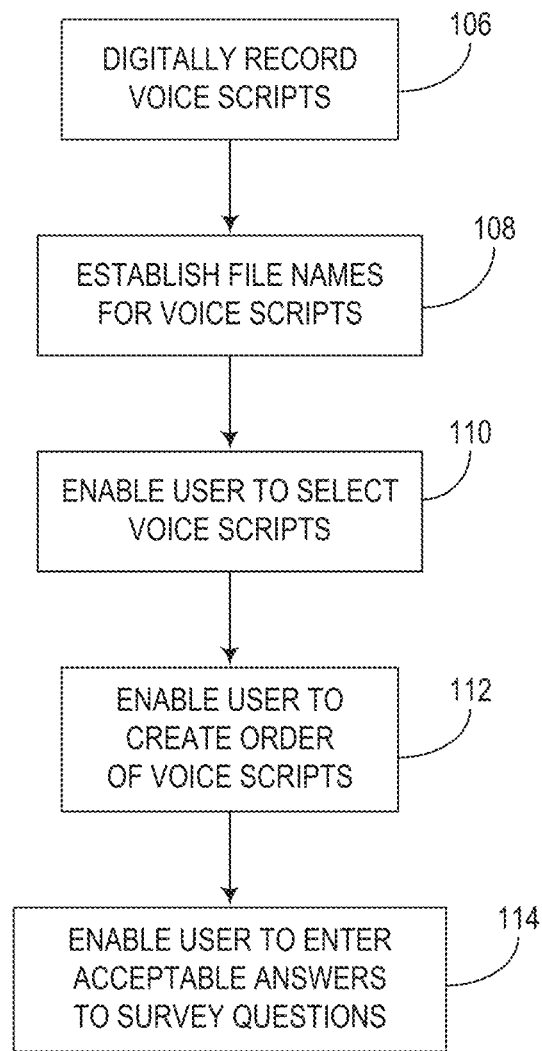 106
DIGITALLY RECORD
VOICE SCRIPTS
108
ESTABLISH FILE NAMES
FOR VOICE SCRIPTS
110
ENABLE USER TO SELECT
VOICE SCRIPTS
112
ENABLE USER TO
CREATE ORDER
OF VOICE SCRIPTS
114
ENABLE USER TO ENTER
ACCEPTABLE ANSWERS
TO SURVEY QUESTIONS